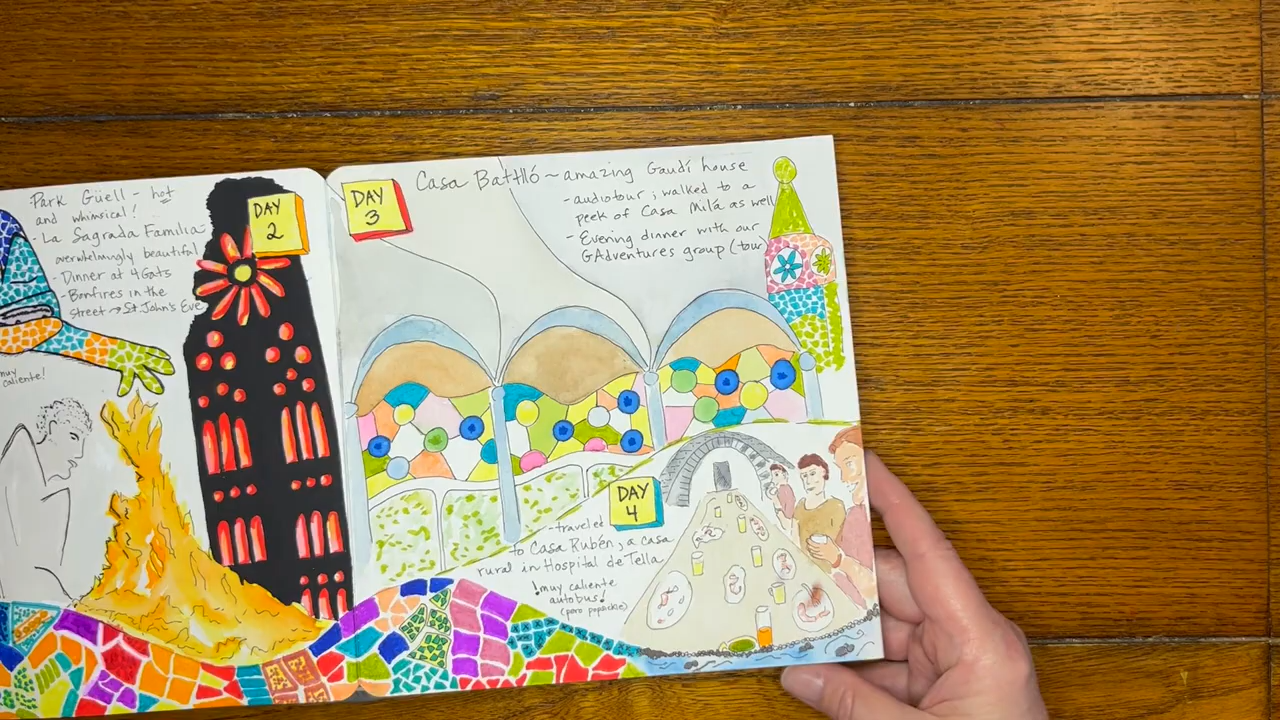 Park Güell - hot
and whimsical!
- La Sagrada Familia
overwhelmingly beautiful
- Dinner at 4 Gats
- Bonfires in the
street → St John's Eve
muy
caliente!
DAY
2
DAY
3
Casa Battlló ~ amazing Gaudí house
- audiotour; walked to a
peek of Casa Milá as well
- Evening dinner with our
GAdventures group (tour
DAY
4
- traveled
to Casa Rubén, a casa
rural in Hospital de Tella
¡muy caliente
autobus!
(pero